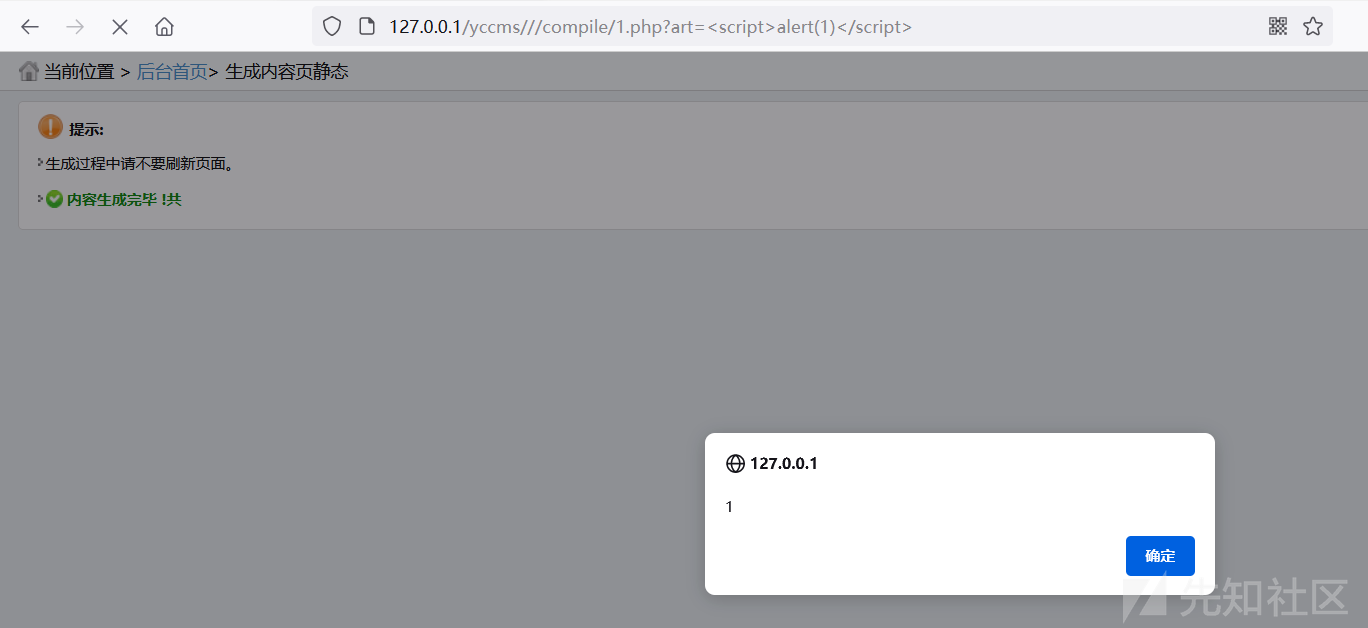 127.0.0.1/yccms///compile/1.php?art=<script>alert(1)</script>
当前位置 > 后台首页> 生成内容页静态
提示:
生成过程中请不要刷新页面。
内容生成完毕 !共
127.0.0.1
1
确定
先知社区